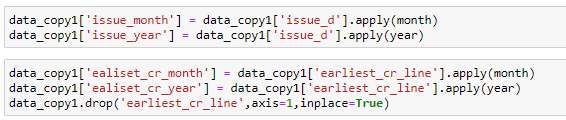 data_copy1['issue_month'] = data_copy1['issue_d'].apply(month)
data_copy1['issue_year'] = data_copy1['issue_d'].apply(year)
data_copy1['ealiset_cr_month'] = data_copy1['earliest_cr_line'].apply(month)
data_copy1['ealiset_cr_year'] = data_copy1['earliest_cr_line'].apply(year)
data_copy1.drop('earliest_cr_line',axis=1,inplace=True)